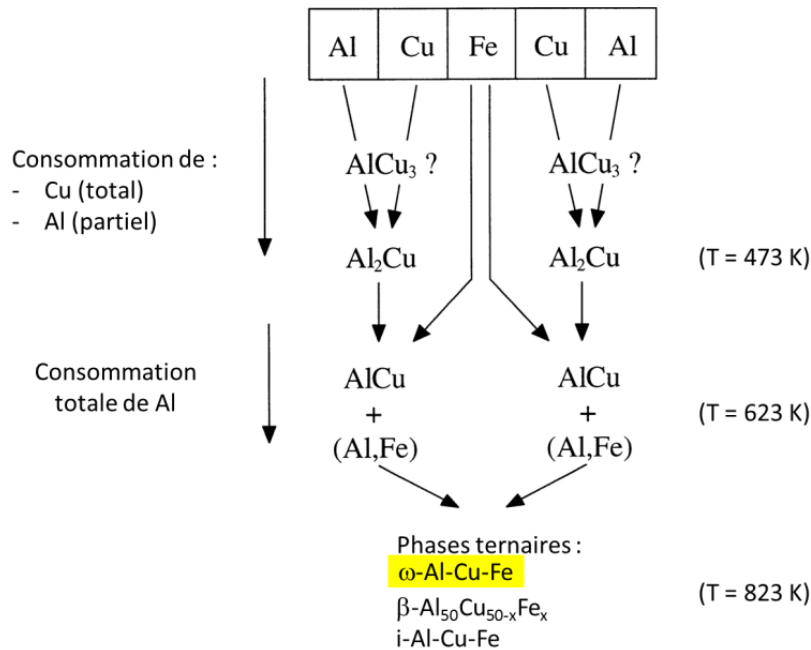 Al Cu Fe Cu Al
Consommation de :
- Cu (total)
- Al (partiel)
AlCu₃ ? AlCu₃ ?
Al₂Cu Al₂Cu (T = 473 K)
Consommation
totale de Al
AlCu AlCu
+ + (T = 623 K)
(Al,Fe) (Al,Fe)
Phases ternaires :
ω-Al-Cu-Fe
β-Al₅₀Cu₅₀₋ₓFeₓ (T = 823 K)
i-Al-Cu-Fe